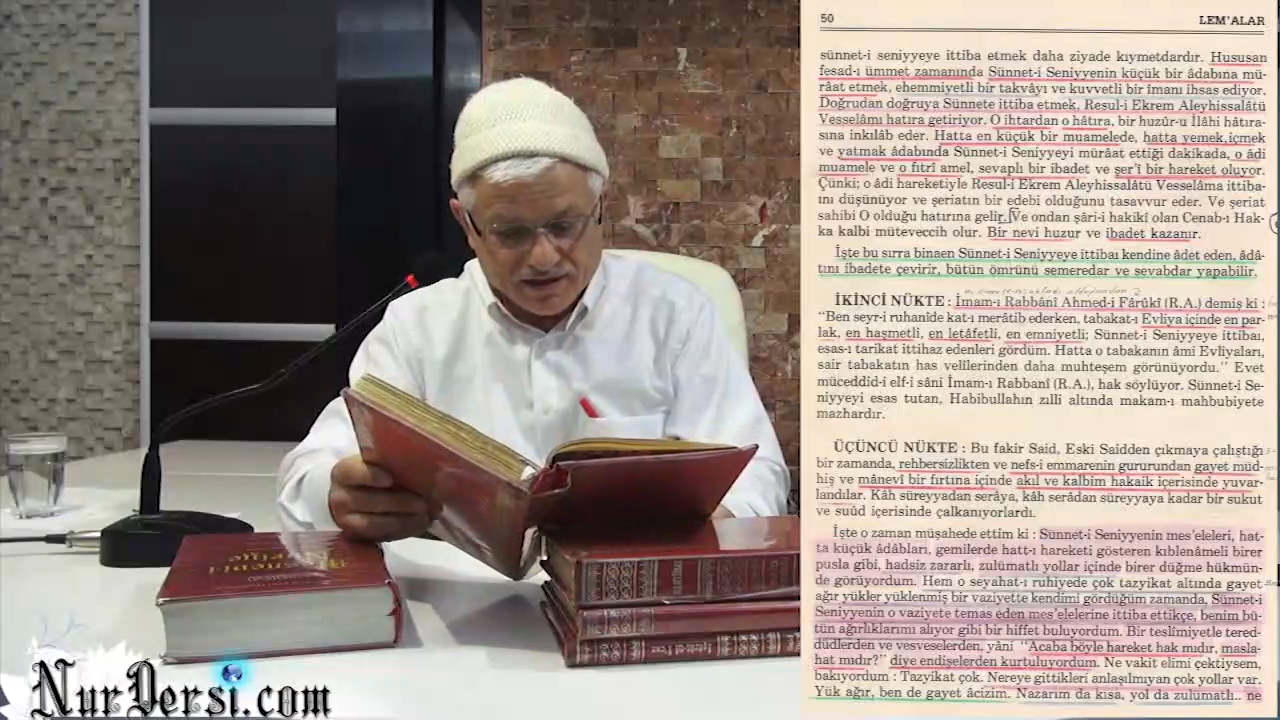 50 LEM'ALAR
sünnet-i seniyyeye ittiba etmek daha ziyade kıymetdardır. Hususan
fesad-ı ümmet zamanında Sünnet-i Seniyyenin küçük bir âdabına mü-
râat etmek, ehemmiyetli bir takvâyı ve kuvvetli bir îmanı ihsas ediyor.
Doğrudan doğruya Sünnete ittiba etmek, Resul-i Ekrem Aleyhissalâtü
Vesselâmı hatıra getiriyor. O ihtardan o hâtıra, bir huzûr-u İlâhî hâtıra-
sına inkılâb eder. Hatta en küçük bir muamelede, hatta yemek,içmek
ve yatmak âdabında Sünnet-i Seniyyeyi mürâat ettiği dakikada, o âdi
muamele ve o fıtrî amel, sevaplı bir ibadet ve şer'î bir hareket oluyor.
Çünki; o âdi hareketiyle Resul-i Ekrem Aleyhissalâtü Vesselâma ittiba-
ını düşünüyor ve şeriatın bir edebi olduğunu tasavvur eder. Ve şeriat
sahibi O olduğu hatırına gelir. Ve ondan şâri-i hakikî olan Cenab-ı Hak-
ka kalbi müteveccih olur. Bir nevi huzur ve ibadet kazanır.
İşte bu sırra binaen Sünnet-i Seniyyeye ittibaı kendine âdet eden, âdâ-
tını ibadete çevirir, bütün ömrünü semeredar ve sevabdar yapabilir.
İKİNCİ NÜKTE : İmam-ı Rabbânî Ahmed-i Fârûkî (R.A.) demiş ki :
"Ben seyr-i ruhanîde kat-ı merâtib ederken, tabakat-ı Evliya içinde en par-
lak, en haşmetli, en letâfetli, en emniyetli; Sünnet-i Seniyyeye ittibaı,
esas-ı tarikat ittihaz edenleri gördüm. Hatta o tabakanın âmi Evliyaları,
sair tabakatın has velilerinden daha muhteşem görünüyordu." Evet
müceddid-i elf-i sâni İmam-ı Rabbanî (R.A.), hak söylüyor. Sünnet-i Se-
niyyeyi esas tutan, Habibullahın zılli altında makam-ı mahbubiyete
mazhardır.
ÜÇÜNCÜ NÜKTE : Bu fakir Said, Eski Saidden çıkmaya çalıştığı
bir zamanda, rehbersizlikten ve nefs-i emmarenin gururundan gayet müd-
hiş ve mânevî bir fırtına içinde akıl ve kalbim hakaik içerisinde yuvar-
landılar. Kâh süreyyadan serâya, kâh serâdan süreyyaya kadar bir sukut
ve suûd içerisinde çalkanıyorlardı.
İşte o zaman müşahede ettim ki : Sünnet-i Seniyyenin mes'eleleri, hat-
ta küçük âdâbları, gemilerde hatt-ı hareketi gösteren kıblenâmeli birer
pusla gibi, hadsiz zararlı, zulümatlı yollar içinde birer düğme hükmün-
de görüyordum. Hem o seyahat-ı ruhiyede çok tazyikat altında gayet
ağır yükler yüklenmiş bir vaziyette kendimi gördüğüm zamanda, Sünnet-i
Seniyyenin o vaziyete temas eden mes'elelerine ittiba ettikçe, benim bü-
tün ağırlıklarımı alıyor gibi bir hiffet buluyordum. Bir teslimiyetle tered-
düdlerden ve vesveselerden, yâni "Acaba böyle hareket hak mıdır, masla-
hat mıdır?" diye endişelerden kurtuluyordum. Ne vakit elimi çektiysem,
bakıyordum : Tazyikat çok. Nereye gittikleri anlaşılmıyan çok yollar var.
Yük ağır, ben de gayet âcizim. Nazarım da kısa, yol da zulümatlı.. ne
Mesnevî-i
Nuriye
NurDersi.com